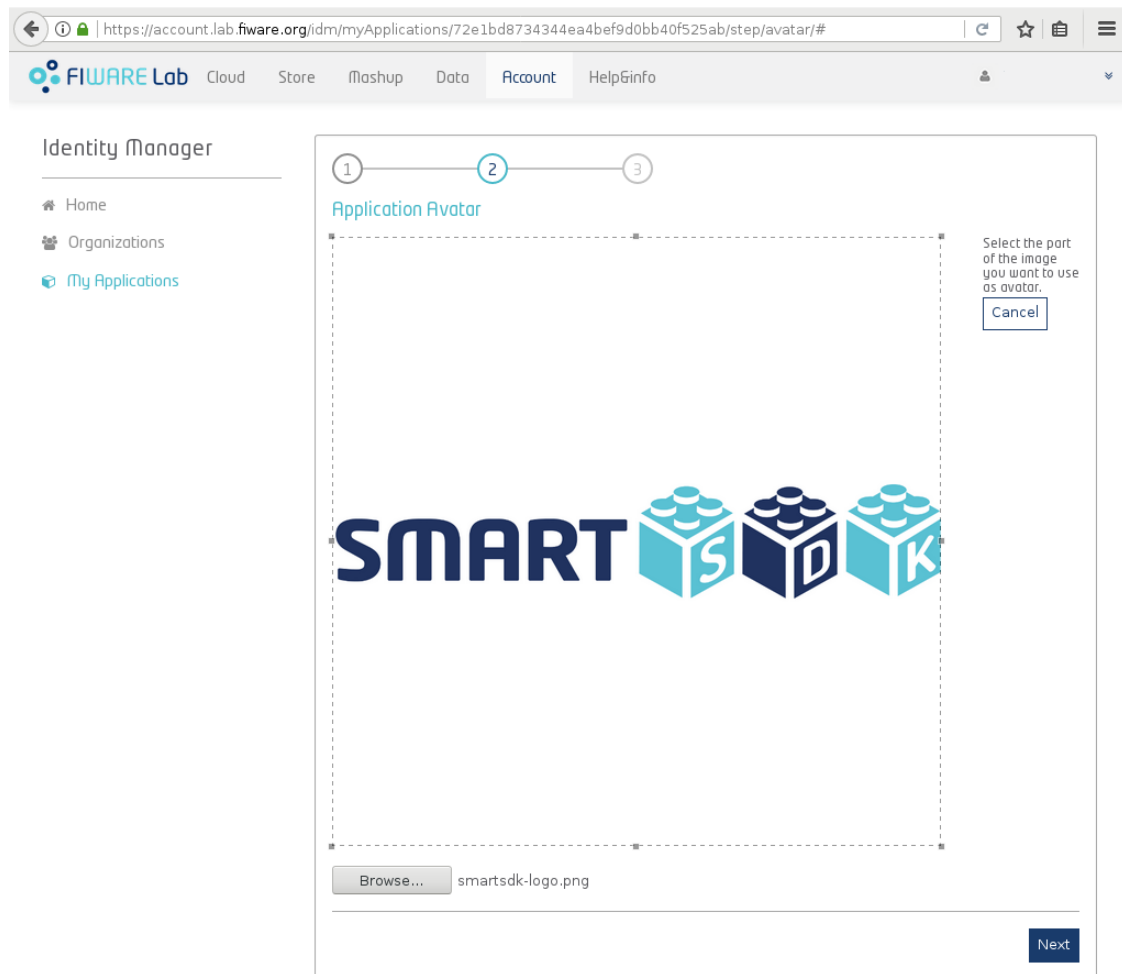 https://account.lab.fiware.org/idm/myApplications/72e1bd8734344ea4bef9d0bb40f525ab/step/avatar/#
FIWARE Lab Cloud Store Mashup Data Account Help&info
Identity Manager
Home
Organizations
My Applications
1 2 3
Application Avatar
Select the part
of the image
you want to use
as avatar.
Cancel
SMART S D K
Browse... smartsdk-logo.png
Next